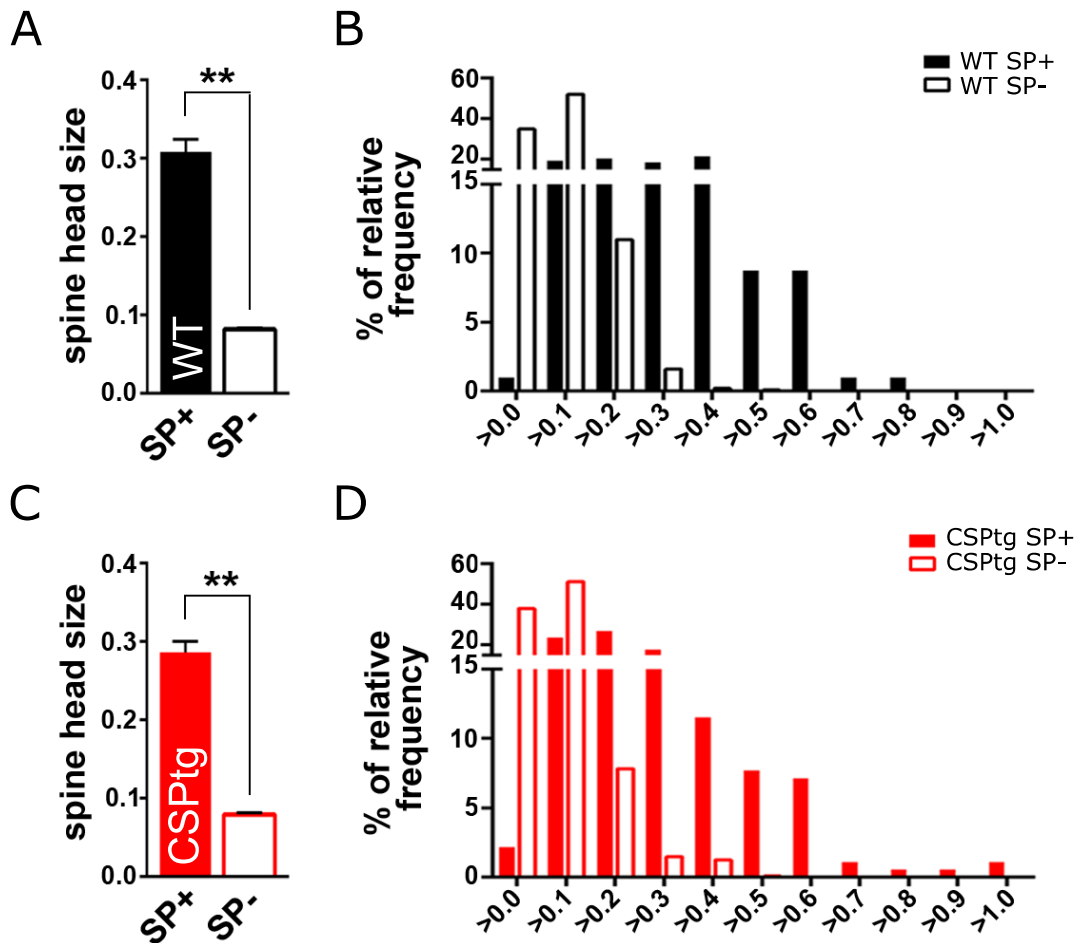 A
spine head size
0.4
0.3
0.2
0.1
0.0
**
WT
SP+
SP-
B
% of relative
frequency
60
40
20
15
10
5
0
WT SP+
WT SP-
>0.0
>0.1
>0.2
>0.3
>0.4
>0.5
>0.6
>0.7
>0.8
>0.9
>1.0
C
spine head size
0.4
0.3
0.2
0.1
0.0
**
CSPtg
SP+
SP-
D
% of relative
frequency
60
40
20
15
10
5
0
CSPtg SP+
CSPtg SP-
>0.0
>0.1
>0.2
>0.3
>0.4
>0.5
>0.6
>0.7
>0.8
>0.9
>1.0